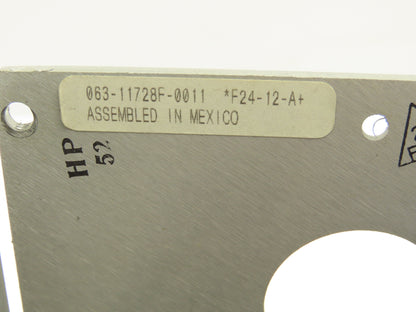 063-11728F-0011 *F24-12-A+
ASSEMBLED IN MEXICO
HP
52